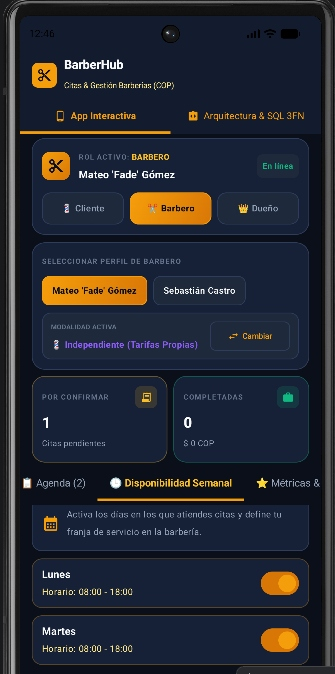 12:46
BarberHub
Citas & Gestión Barberías (COP)
App Interactiva
Arquitectura & SQL 3FN
ROL ACTIVO: BARBERO
Mateo 'Fade' Gómez
En línea
Cliente
Barbero
Dueño
SELECCIONAR PERFIL DE BARBERO
Mateo 'Fade' Gómez
Sebastián Castro
MODALIDAD ACTIVA
Independiente (Tarifas Propias)
Cambiar
POR CONFIRMAR
1
Citas pendientes
COMPLETADAS
0
$ 0 COP
Agenda (2)
Disponibilidad Semanal
Métricas &
Activa los días en los que atiendes citas y define tu
franja de servicio en la barbería.
Lunes
Horario: 08:00 - 18:00
Martes
Horario: 08:00 - 18:00